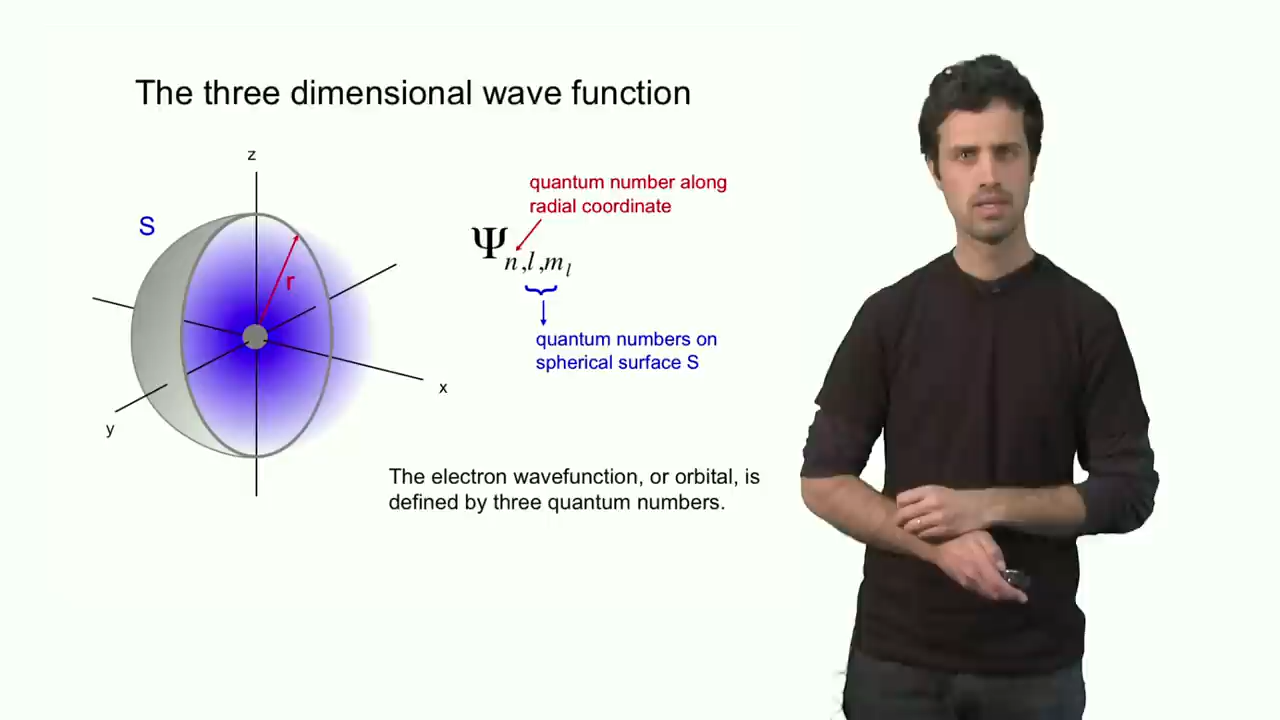 The three dimensional wave function
z
S
r
x
y
quantum number along
radial coordinate
Ψn,l,ml
quantum numbers on
spherical surface S
The electron wavefunction, or orbital, is
defined by three quantum numbers.